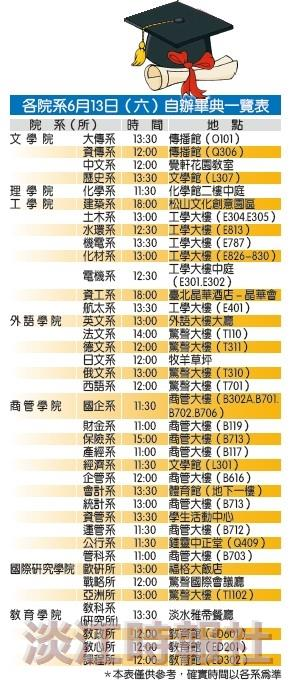 各院系6月13日（六）自辦畢典一覽表
院 系（所） 時 間 地 點
文學院 大傳系 13:30 傳播館（O101）
資傳系 12:00 傳播館（Q306）
中文系 12:00 覺軒花園教室
歷史系 13:30 文學館（L307）
理學院 化學系 11:30 化學館二樓中庭
工學院 建築系 18:00 松山文化創意園區
土木系 13:00 工學大樓（E304.E305）
水環系 12:30 工學大樓（E813）
機電系 13:30 工學大樓（E787）
化材系 13:00 工學大樓（E826-830）
電機系 12:30 工學大樓中庭
（E301.E302）
資工系 18:00 臺北晶華酒店－晶華會
航太系 13:30 工學大樓（E401）
外語學院 英文系 13:00 外語大樓大廳
法文系 14:00 驚聲大樓（T110）
德文系 12:00 驚聲大樓（T311）
日文系 12:00 牧羊草坪
俄文系 13:00 驚聲大樓（T310）
西語系 12:00 驚聲大樓（T701）
商管學院 國企系 11:30 商管大樓（B302A.B701.
B702.B706）
財金系 11:00 商管大樓（B119）
保險系 15:00 商管大樓（B713）
產經系 11:00 商管大樓（B117）
經濟系 11:30 文學館（L301）
企管系 12:00 商管大樓（B616）
會計系 13:30 體育館（地下一樓）
統計系 13:00 商管大樓（B713）
資管系 13:30 學生活動中心
運管系 11:30 商管大樓（B712）
公行系 11:30 鍾靈中正堂（Q409）
管科系 11:00 商管大樓（B703）
國際研究學院 歐研所 13:00 福格大飯店
戰略所 12:00 驚聲國際會議廳
亞洲所 13:00 驚聲大樓（T1102）
教育學院 教科系
研究所 13:30 淡水雅帝餐廳
教政所 12:00 教育館（ED601）
教心所 12:00 教育館（ED201）
課程所 12:00 教育館（ED302）
淡江時報社
＊本表僅供參考，確實時間以各系為準